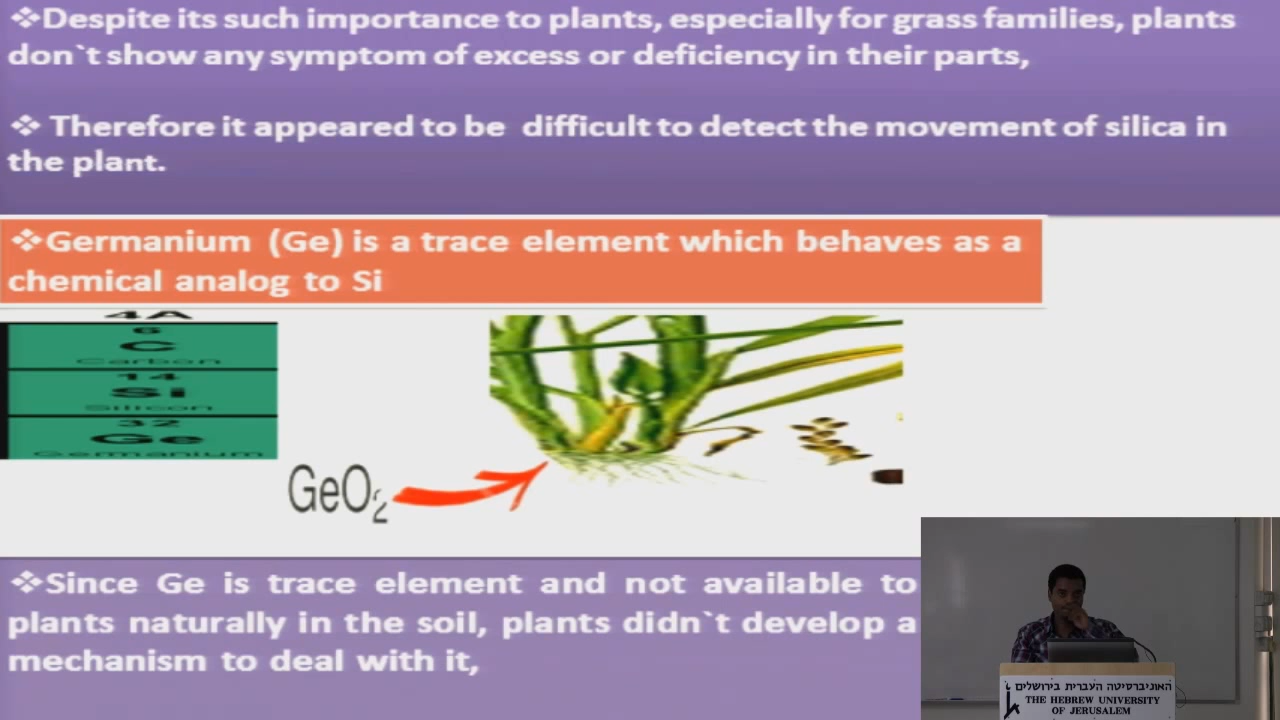 ❖Despite its such importance to plants, especially for grass families, plants
don`t show any symptom of excess or deficiency in their parts,
❖ Therefore it appeared to be difficult to detect the movement of silica in
the plant.
❖Germanium (Ge) is a trace element which behaves as a
chemical analog to Si
4A
6
C
Carbon
14
Si
Silicon
32
Ge
Germanium
GeO2
❖Since Ge is trace element and not available to
plants naturally in the soil, plants didn`t develop a
mechanism to deal with it,
האוניברסיטה העברית בירושלים
THE HEBREW UNIVERSITY
OF JERUSALEM